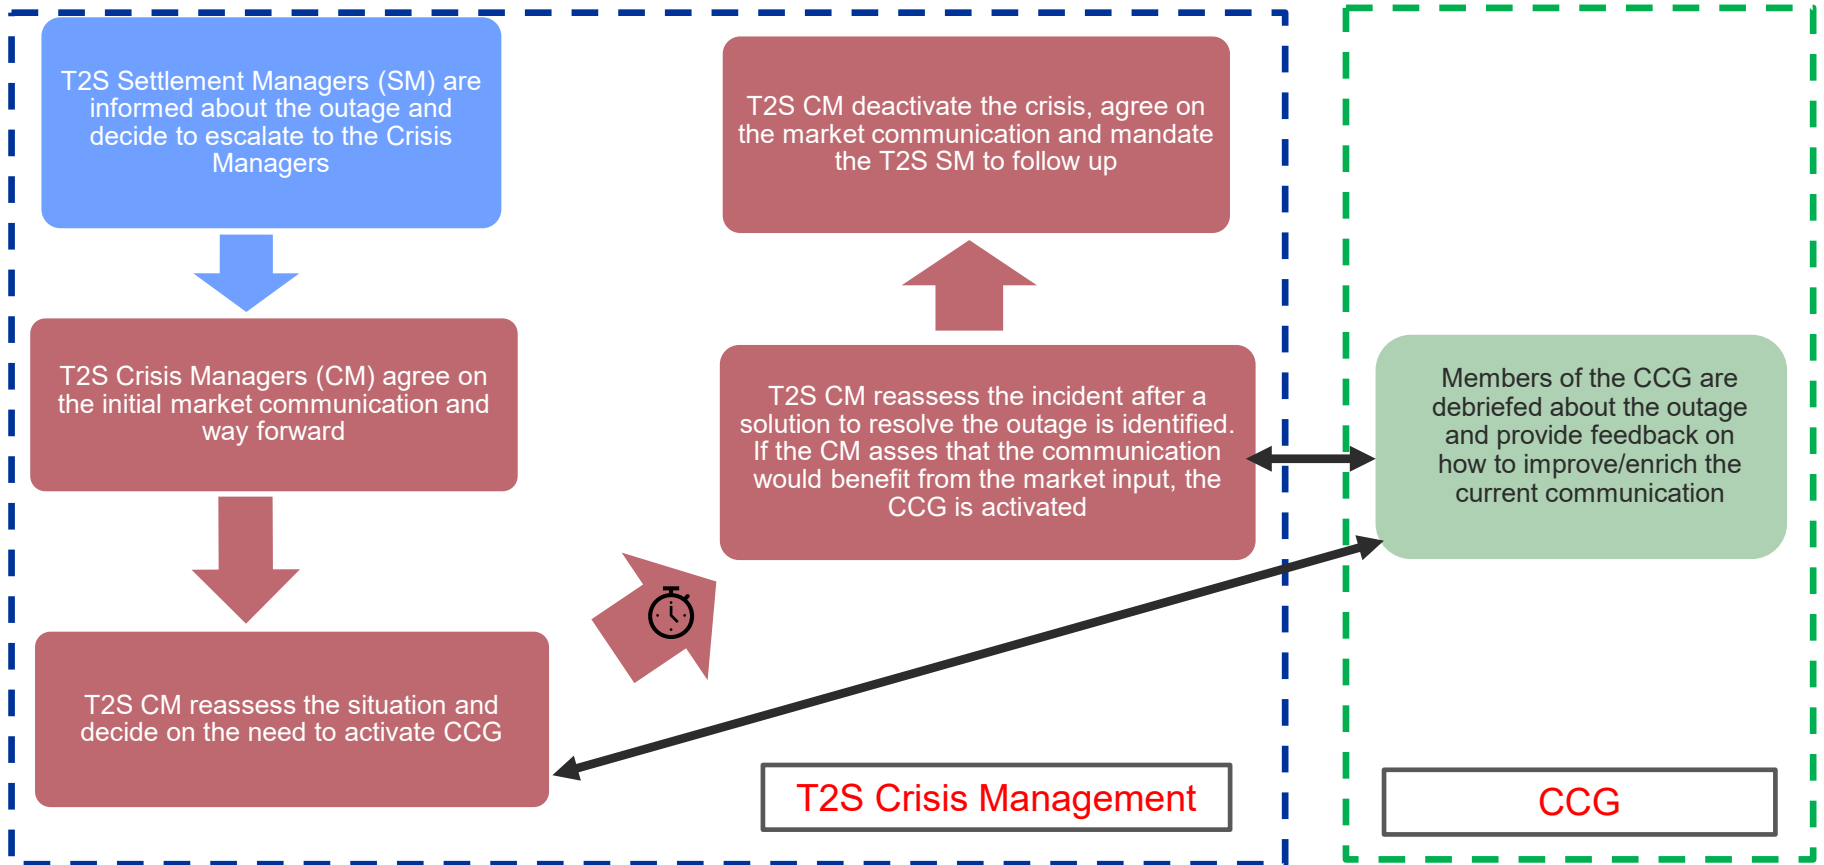 T2S Settlement Managers (SM) are
informed about the outage and
decide to escalate to the Crisis
Managers
T2S Crisis Managers (CM) agree on
the initial market communication and
way forward
T2S CM reassess the situation and
decide on the need to activate CCG
T2S CM deactivate the crisis, agree on
the market communication and mandate
the T2S SM to follow up
T2S CM reassess the incident after a
solution to resolve the outage is identified.
If the CM asses that the communication
would benefit from the market input, the
CCG is activated
T2S Crisis Management
Members of the CCG are
debriefed about the outage
and provide feedback on
how to improve/enrich the
current communication
CCG